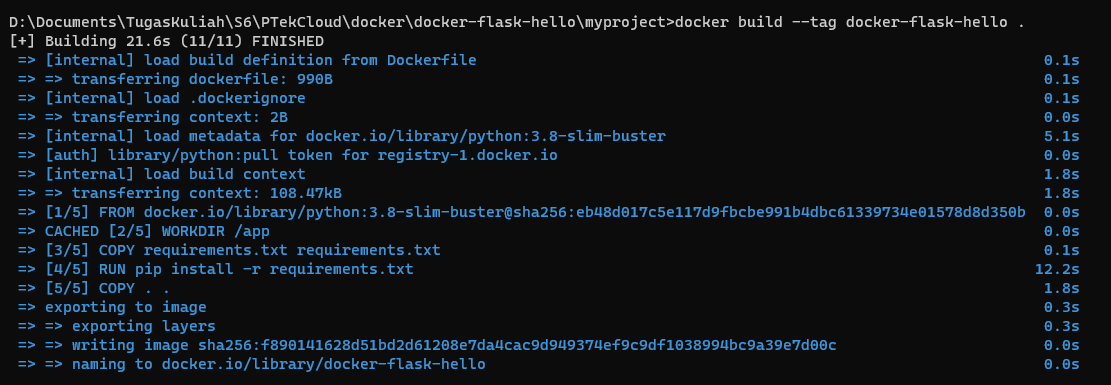 D:\Documents\TugasKuliah\S6\PTekCloud\docker\docker-flask-hello\myproject>docker build --tag docker-flask-hello .
[+] Building 21.6s (11/11) FINISHED
=> [internal] load build definition from Dockerfile 0.1s
=> => transferring dockerfile: 990B 0.1s
=> [internal] load .dockerignore 0.1s
=> => transferring context: 2B 0.0s
=> [internal] load metadata for docker.io/library/python:3.8-slim-buster 5.1s
=> [auth] library/python:pull token for registry-1.docker.io 0.0s
=> [internal] load build context 1.8s
=> => transferring context: 108.47kB 1.8s
=> [1/5] FROM docker.io/library/python:3.8-slim-buster@sha256:eb48d017c5e117d9fbcbe991b4dbc61339734e01578d8d350b 0.0s
=> CACHED [2/5] WORKDIR /app 0.0s
=> [3/5] COPY requirements.txt requirements.txt 0.1s
=> [4/5] RUN pip install -r requirements.txt 12.2s
=> [5/5] COPY . . 1.8s
=> exporting to image 0.3s
=> => exporting layers 0.3s
=> => writing image sha256:f890141628d51bd2d61208e7da4cac9d949374ef9c9df1038994bc9a39e7d00c 0.0s
=> => naming to docker.io/library/docker-flask-hello 0.0s